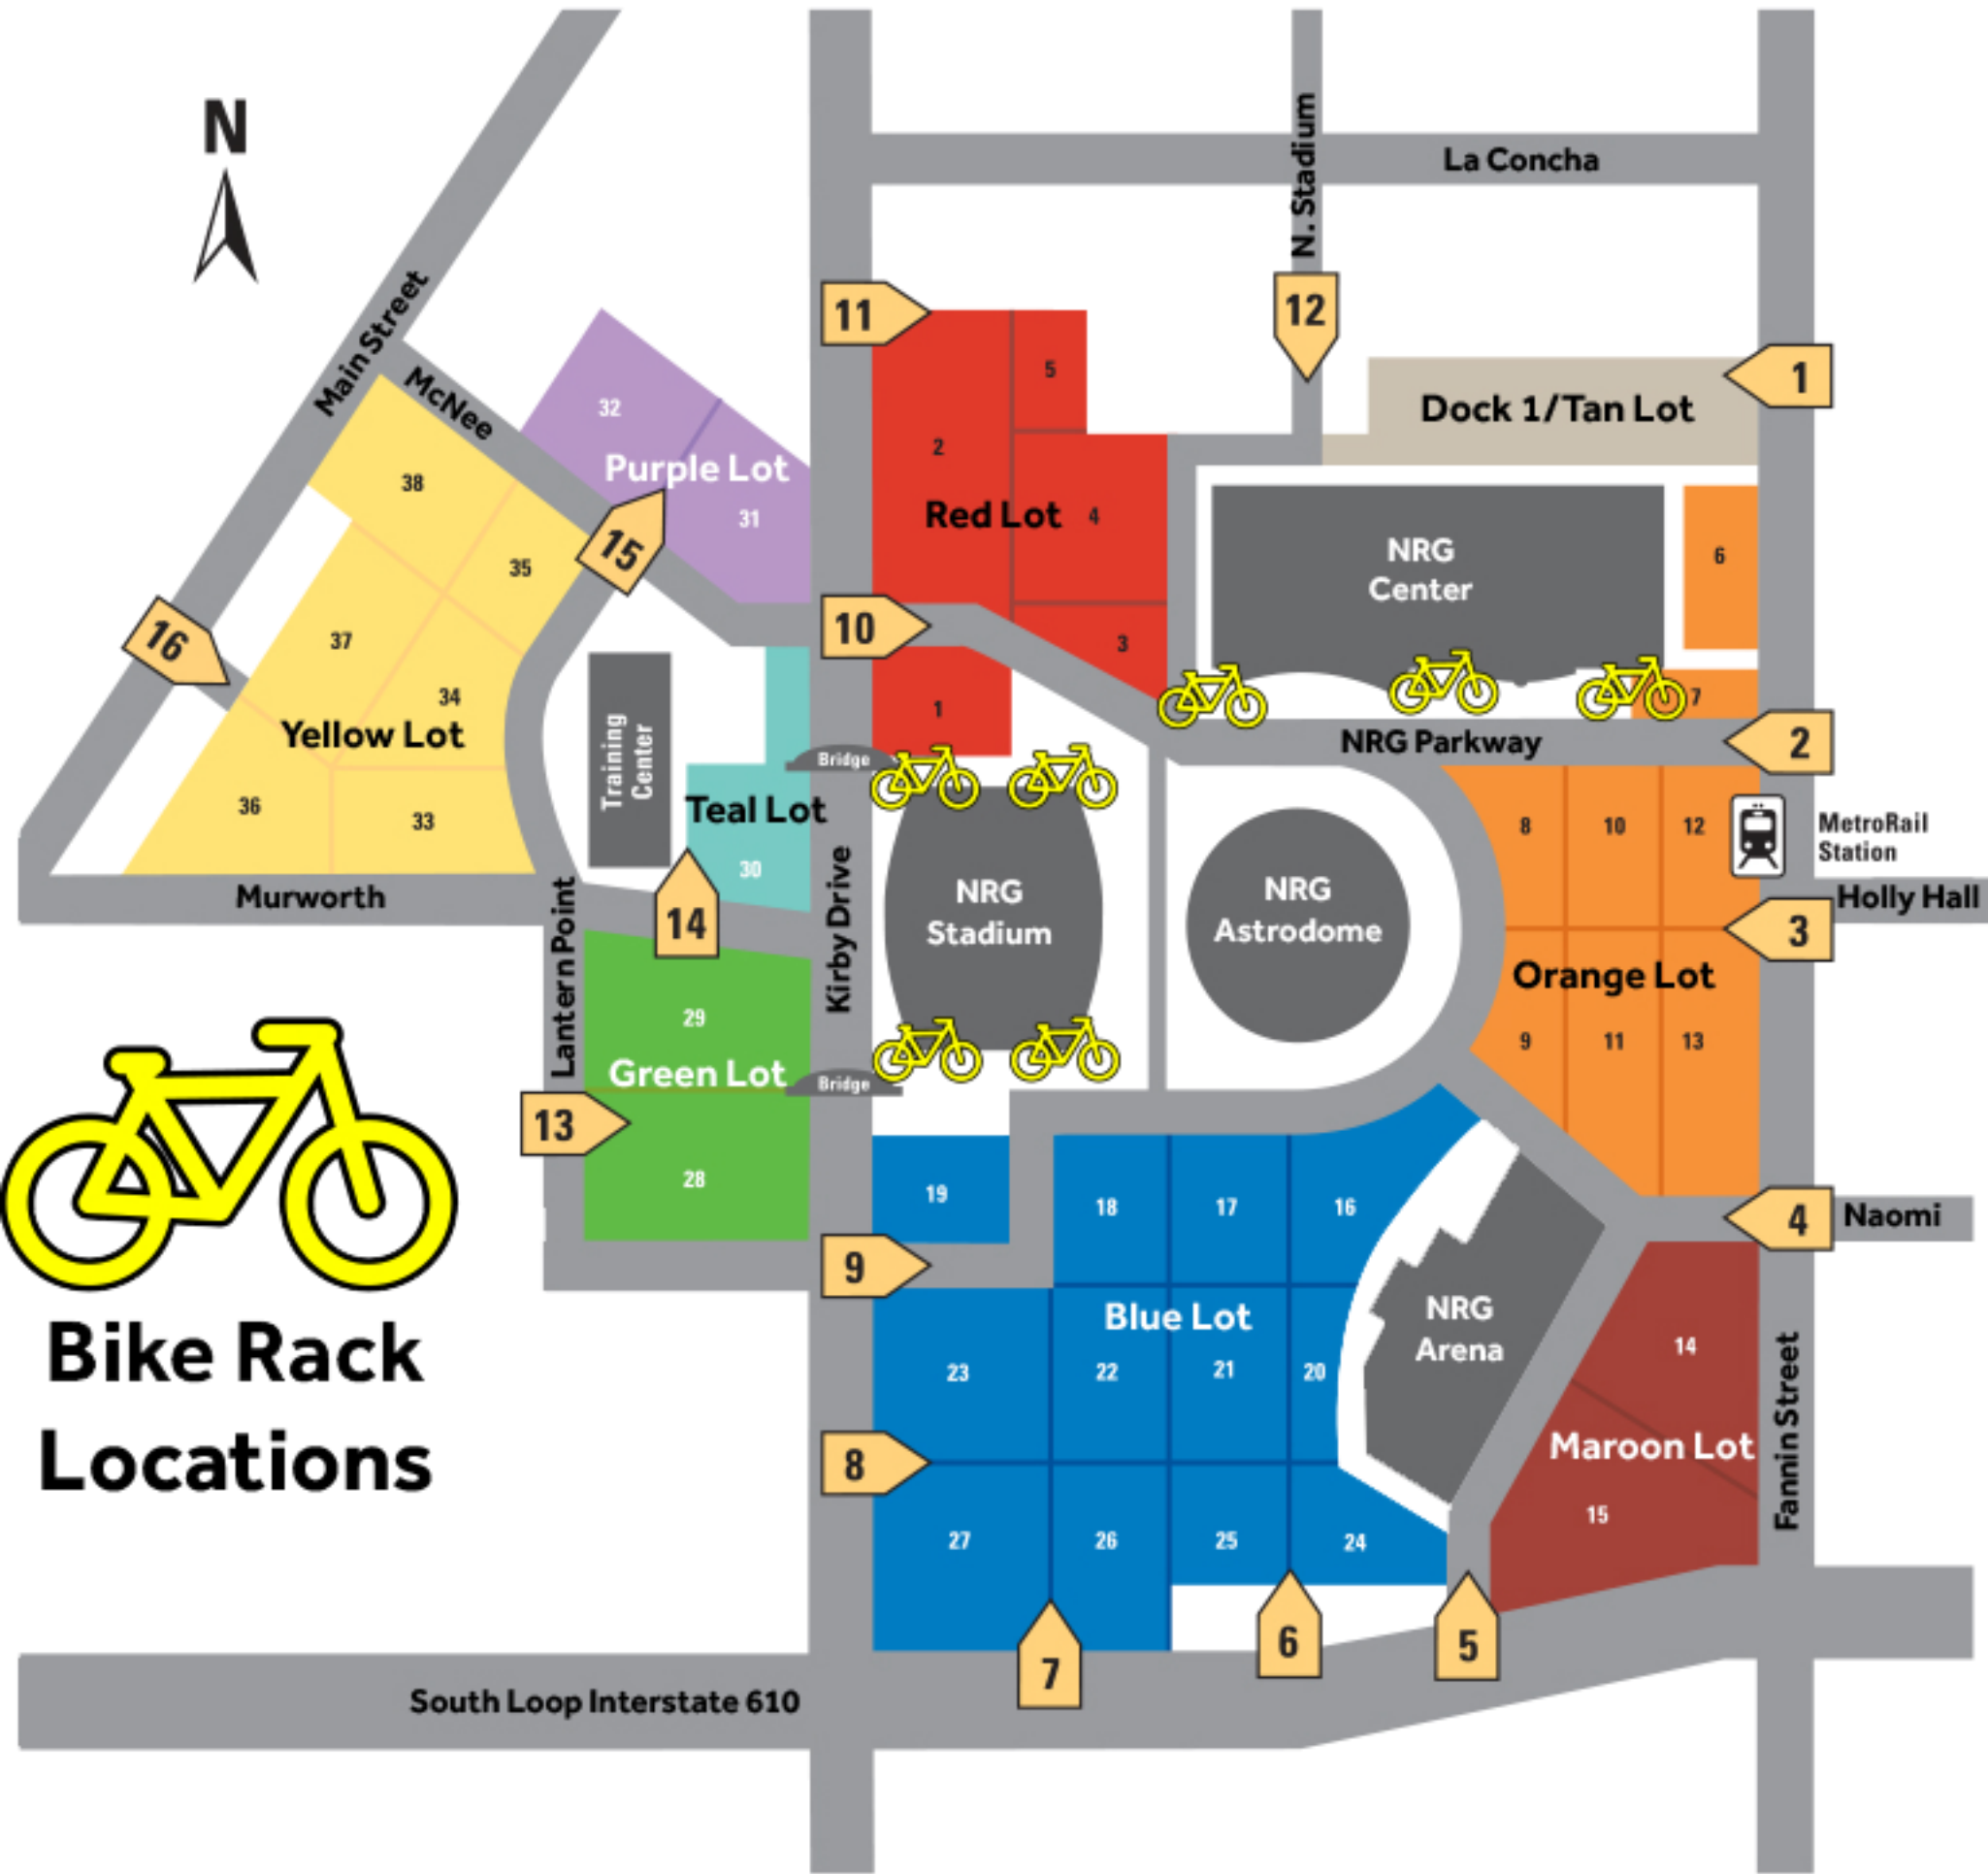 N
N. Stadium
La Concha
Main Street
McNee
11
12
1
5
2
Dock 1/Tan Lot
32
Purple Lot
31
38
35
15
Red Lot
4
NRG
Center
6
16
37
10
3
34
Yellow Lot
1
7
NRG Parkway
2
Training
Center
Bridge
36
33
Teal Lot
30
8
10
12
MetroRail
Station
Murworth
Lantern Point
14
Kirby Drive
NRG
Stadium
NRG
Astrodome
Holly Hall
3
Orange Lot
29
Green Lot
Bridge
9
11
13
13
28
19
18
17
16
4
Naomi
9
Blue Lot
NRG
Arena
Bike Rack
Locations
23
22
21
20
14
Maroon Lot
Fannin Street
8
15
27
26
25
24
7
6
5
South Loop Interstate 610